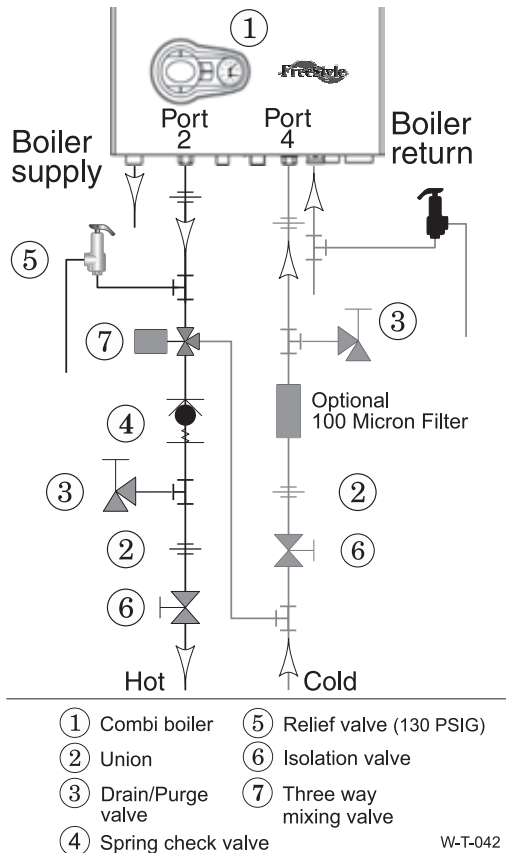 ①
FreeStyle
Port
2
Port
4
Boiler
supply
Boiler
return
⑤
③
⑦
Optional
100 Micron Filter
④
③
②
②
⑥
⑥
Hot
Cold
① Combi boiler
② Union
③ Drain/Purge
valve
④ Spring check valve
⑤ Relief valve (130 PSIG)
⑥ Isolation valve
⑦ Three way
mixing valve
W-T-042